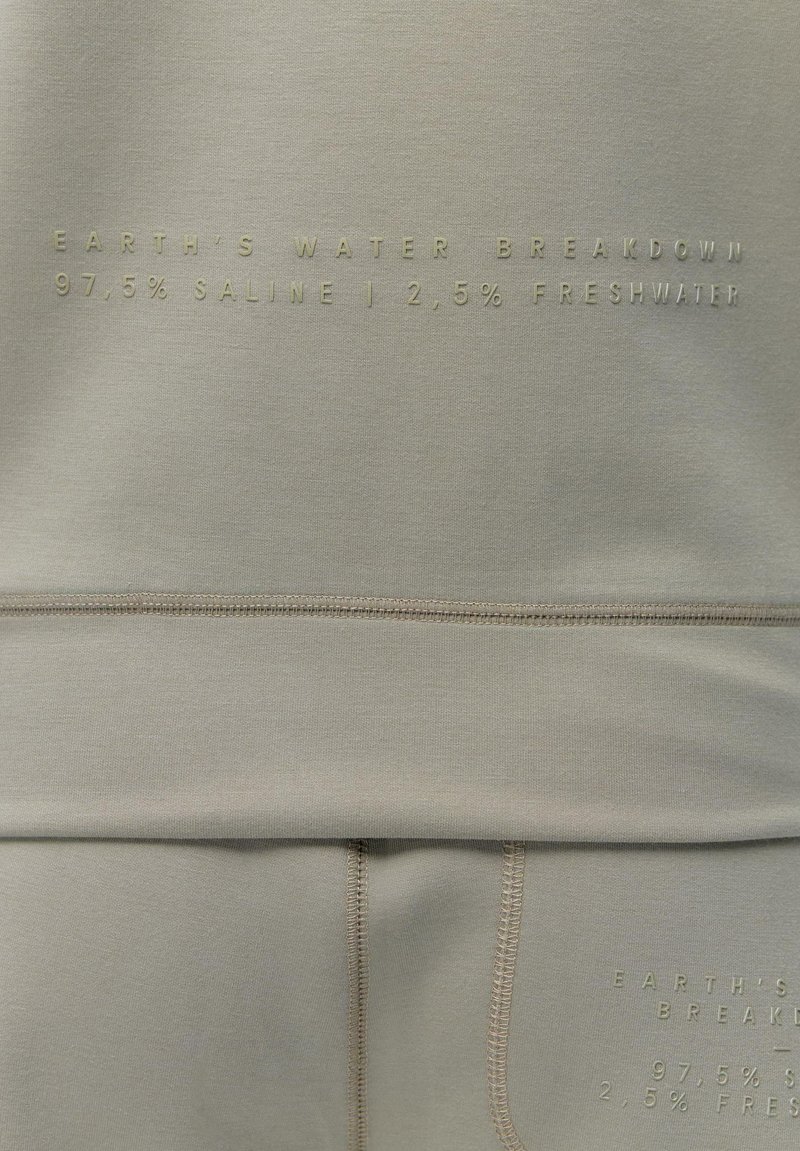 EARTH'S WATER BREAKDOWN
97,5% SALINE | 2,5% FRESHWATER
EARTH'S
—
97,5%
2,5%